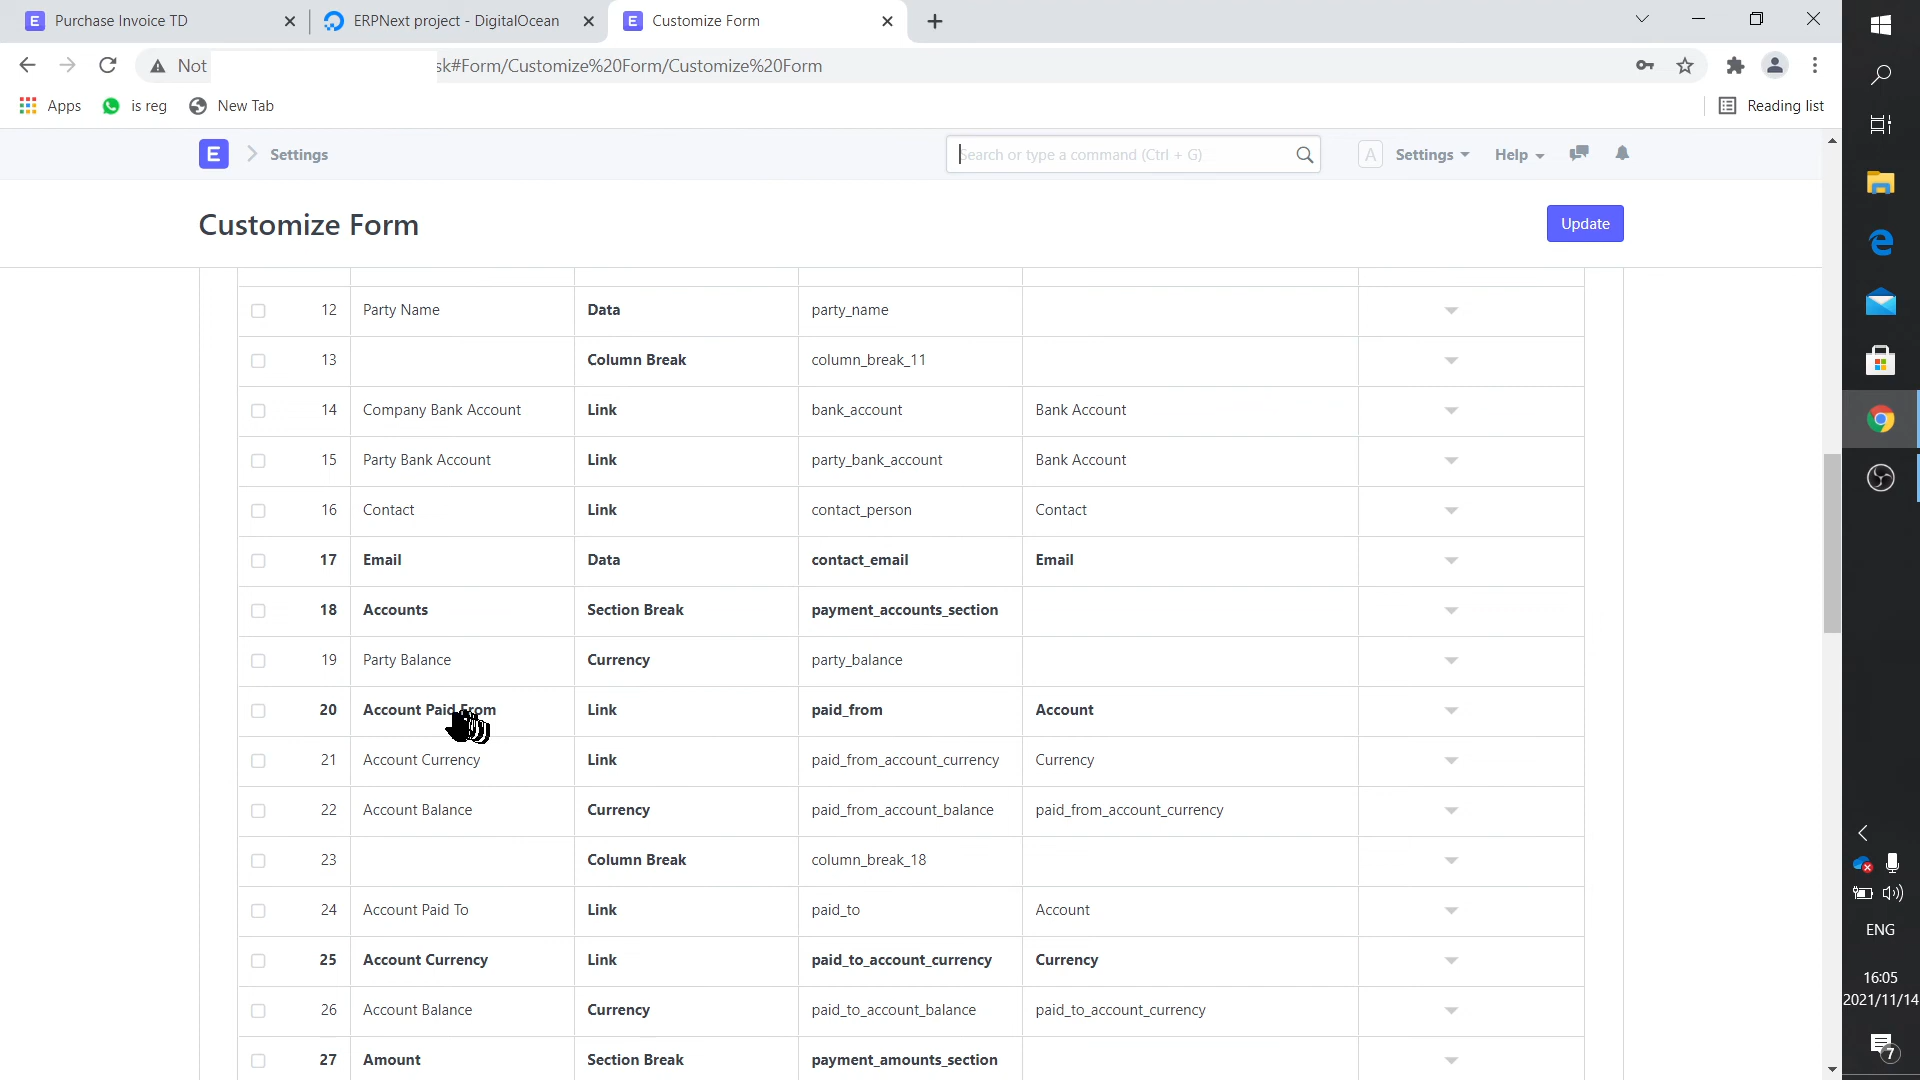 Purchase Invoice TD
ERPNext project - DigitalOcean
Customize Form
Not
sk#Form/Customize%20Form/Customize%20Form
Apps
is reg
New Tab
Reading list
E
Settings
Search or type a command (Ctrl + G)
A
Settings
Help
Customize Form
Update
12 Party Name Data party_name
13 Column Break column_break_11
14 Company Bank Account Link bank_account Bank Account
15 Party Bank Account Link party_bank_account Bank Account
16 Contact Link contact_person Contact
17 Email Data contact_email Email
18 Accounts Section Break payment_accounts_section
19 Party Balance Currency party_balance
20 Account Paid From Link paid_from Account
21 Account Currency Link paid_from_account_currency Currency
22 Account Balance Currency paid_from_account_balance paid_from_account_currency
23 Column Break column_break_18
24 Account Paid To Link paid_to Account
25 Account Currency Link paid_to_account_currency Currency
26 Account Balance Currency paid_to_account_balance paid_to_account_currency
27 Amount Section Break payment_amounts_section
ENG
16:05
2021/11/14
7